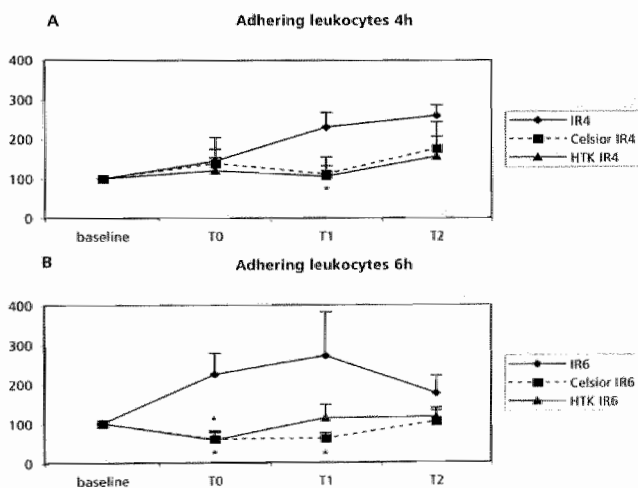 A
Adhering leukocytes 4h
400
300
200
100
0
*
baseline T0 T1 T2
IR4
Celsior IR4
HTK IR4
B
Adhering leukocytes 6h
400
300
200
100
0
*
* *
baseline T0 T1 T2
IR6
Celsior IR6
HTK IR6